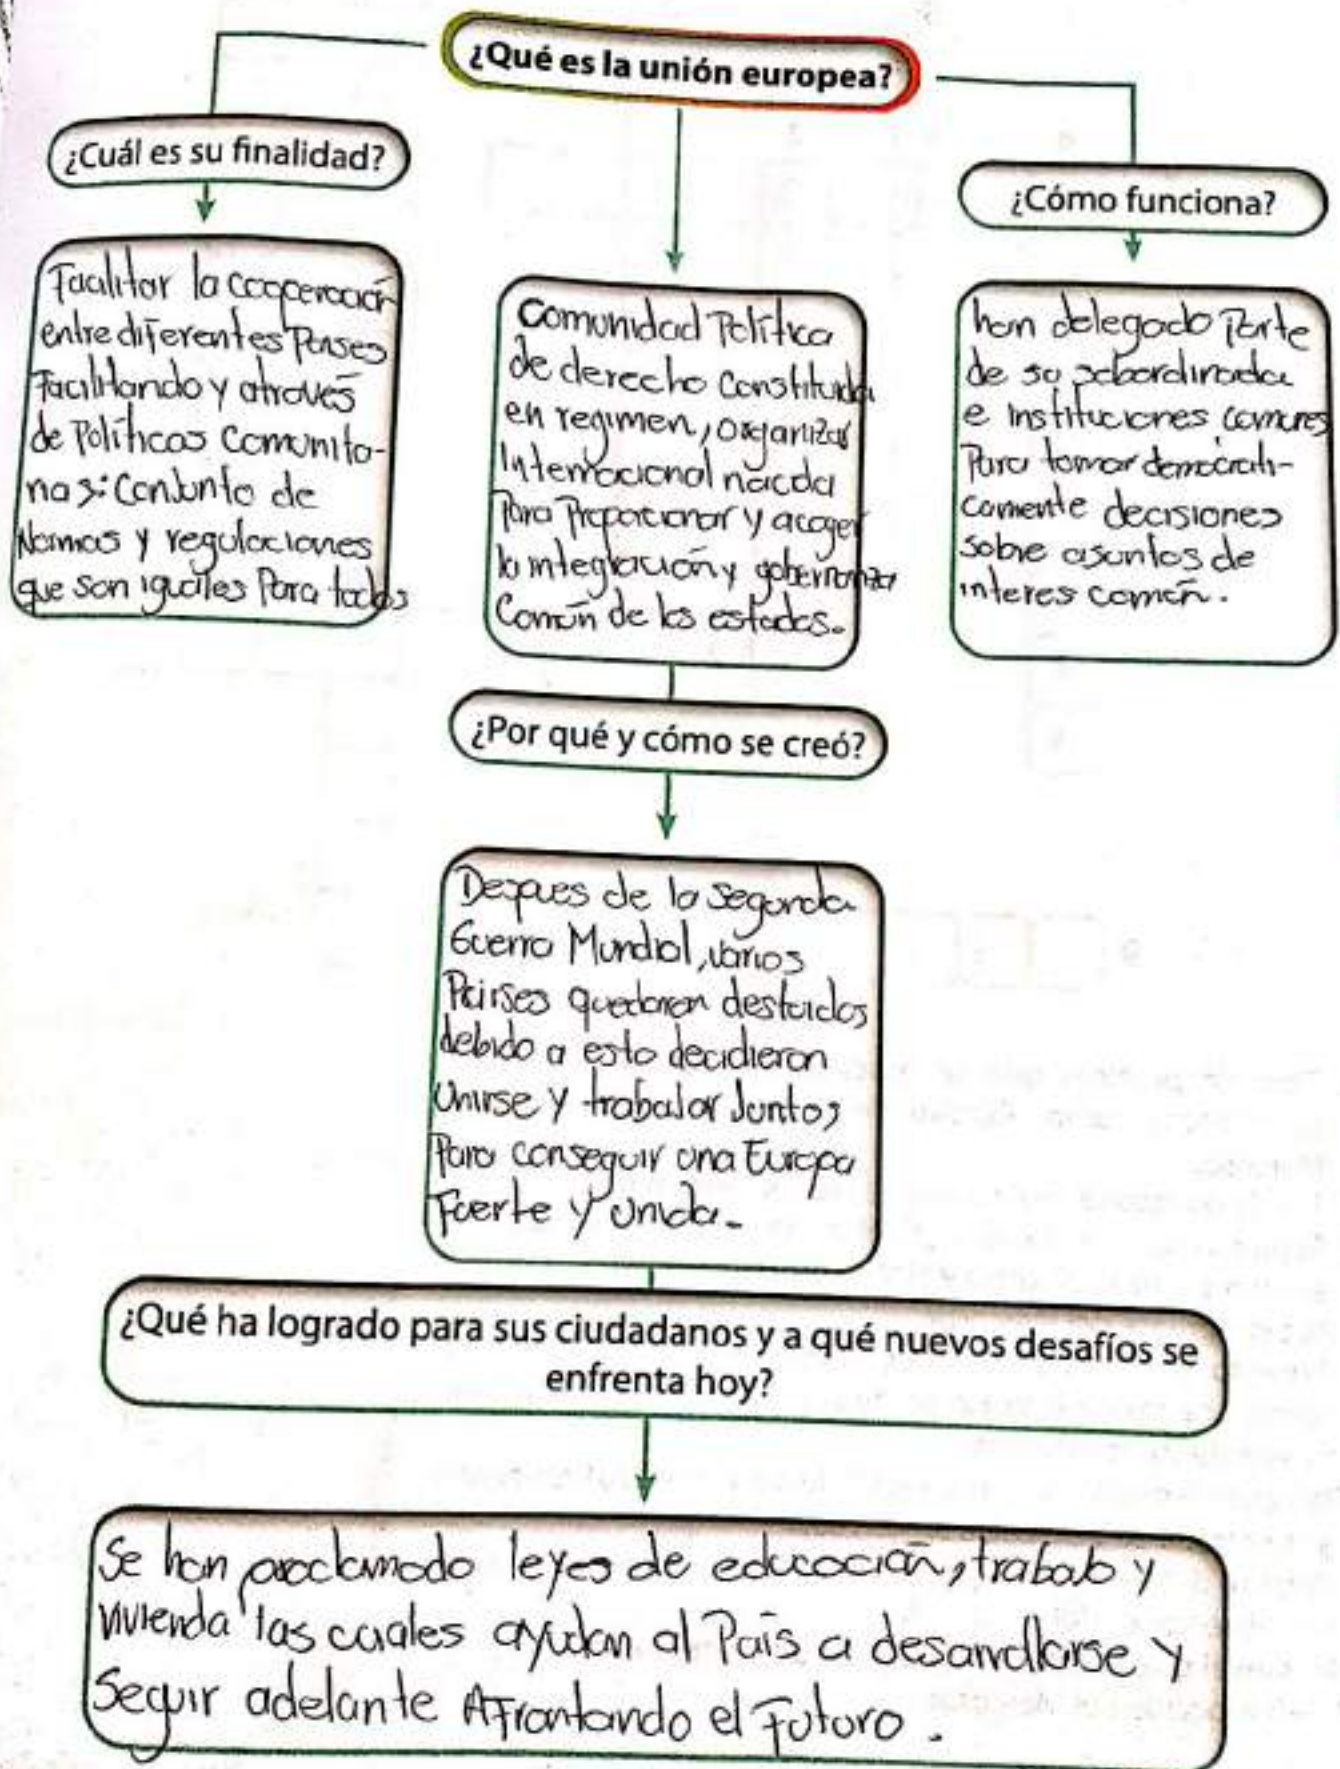 ¿Qué es la unión europea?
¿Cuál es su finalidad?
Facilitar la cooperación
entre diferentes Paises
Facilitando y através
de Políticas Comunita-
rias: Conjunto de
Normas y regulaciones
que son iguales Para todos
Comunidad Política
de derecho Constituida
en regimen, organizar
Internacional nacida
Para Proporcionar y acoger
la integración y gobernanza
Común de los estados.
¿Cómo funciona?
han delegado Parte
de su
e instituciones comunes
Para tomar democrati-
camente decisiones
sobre asuntos de
interes común.
¿Por qué y cómo se creó?
Despues de la segunda
Guerra Mundial, varios
Paises quedaron destuidos
debido a esto decidieron
Unirse y trabajar Juntos
Para conseguir una Europa
Fuerte y Unida.
¿Qué ha logrado para sus ciudadanos y a qué nuevos desafíos se
enfrenta hoy?
Se han proclamado leyes de educación, trabajo y
vivienda las cuales ayudan al País a desarrollarse y
Seguir adelante Afrontando el Futuro.